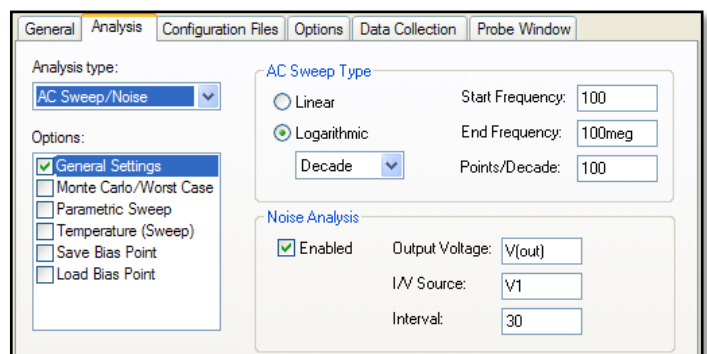 General Analysis Configuration Files Options Data Collection Probe Window
Analysis type:
AC Sweep/Noise
Options:
General Settings
Monte Carlo/Worst Case
Parametric Sweep
Temperature (Sweep)
Save Bias Point
Load Bias Point
AC Sweep Type
Linear
Logarithmic
Decade
Start Frequency: 100
End Frequency: 100meg
Points/Decade: 100
Noise Analysis
Enabled
Output Voltage: V(out)
I/V Source: V1
Interval: 30